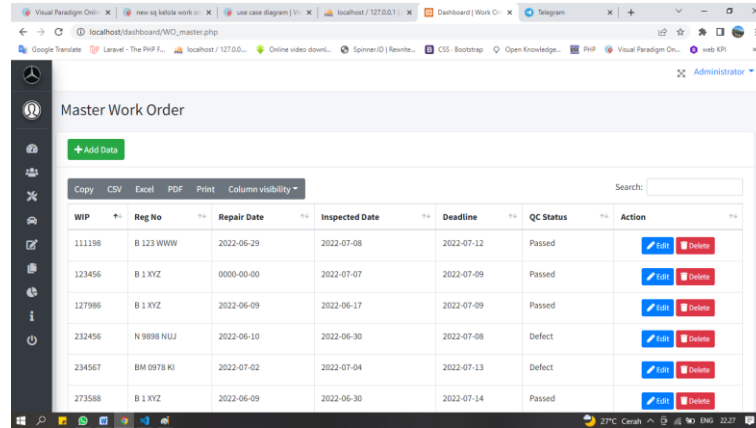 Visual Paradigm Onlin
new sq kelola work or
use case diagram | Vis
localhost / 127.0.0.1 |
Dashboard | Work Or
Telegram
localhost/dashboard/WO_master.php
Google Translate
Laravel - The PHP F...
localhost / 127.0.0...
Online video downl...
Spinner.ID | Rewrite...
CSS - Bootstrap
Open Knowledge...
PHP
Visual Paradigm On...
web KPI
Administrator
Master Work Order
Add Data
Copy CSV Excel PDF Print Column visibility
Search:
WIP Reg No Repair Date Inspected Date Deadline QC Status Action
111198 B 123 WWW 2022-06-29 2022-07-08 2022-07-12 Passed Edit Delete
123456 B 1 XYZ 0000-00-00 2022-07-07 2022-07-09 Passed Edit Delete
127986 B 1 XYZ 2022-06-09 2022-06-17 2022-07-09 Passed Edit Delete
232456 N 9898 NUJ 2022-06-10 2022-06-30 2022-07-08 Defect Edit Delete
234567 BM 0978 KI 2022-07-02 2022-07-04 2022-07-13 Defect Edit Delete
273588 B 1 XYZ 2022-06-09 2022-06-30 2022-07-14 Passed Edit Delete
27°C Cerah ENG 22.27